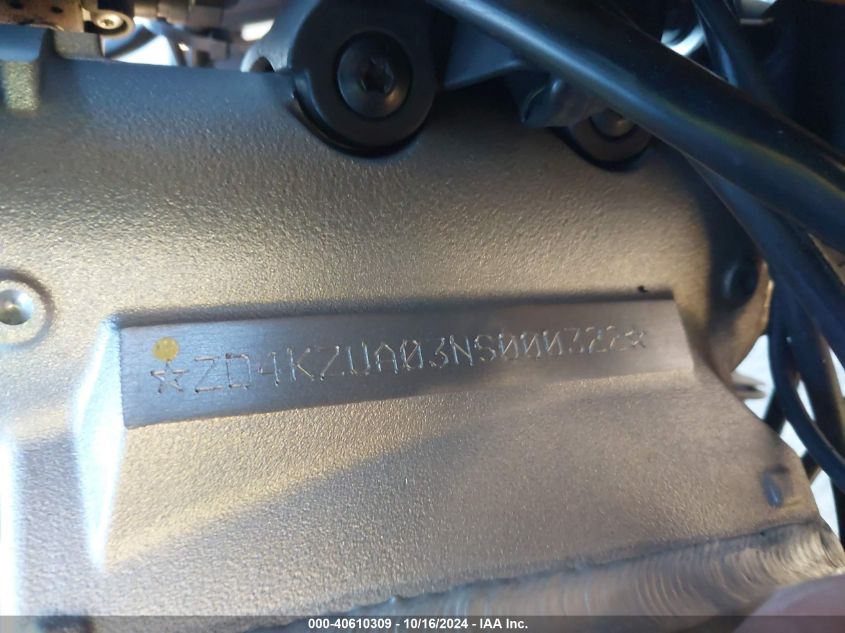 ☆ZD4KZUA03NS000322☆
000-40610309 - 10/16/2024 - IAA Inc.